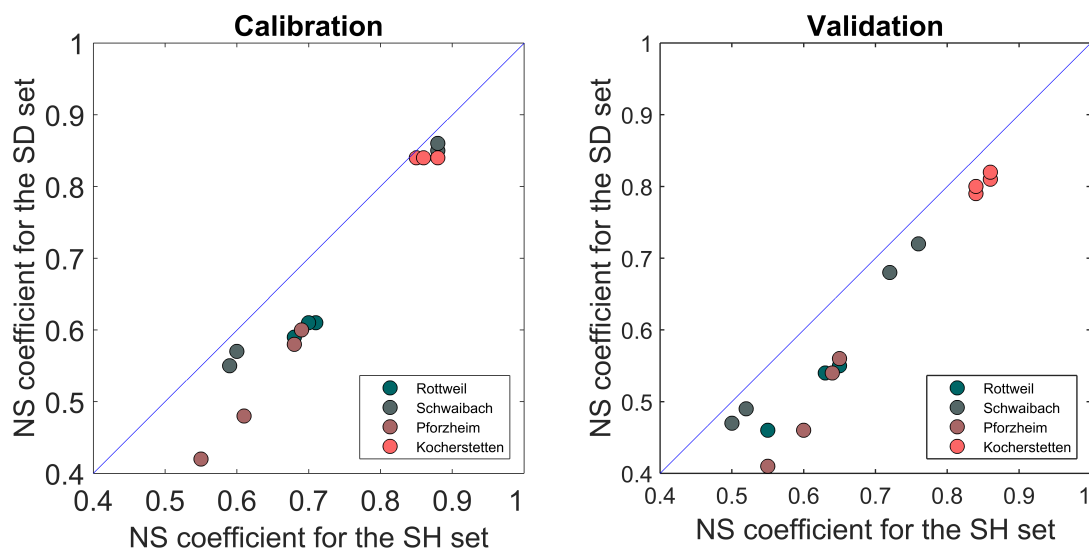 Calibration
1
0.9
0.8
0.7
0.6
0.5
0.4
NS coefficient for the SD set
Rottweil
Schwaibach
Pforzheim
Kocherstetten
0.4 0.5 0.6 0.7 0.8 0.9 1
NS coefficient for the SH set
Validation
1
0.9
0.8
0.7
0.6
0.5
0.4
NS coefficient for the SD set
Rottweil
Schwaibach
Pforzheim
Kocherstetten
0.4 0.5 0.6 0.7 0.8 0.9 1
NS coefficient for the SH set